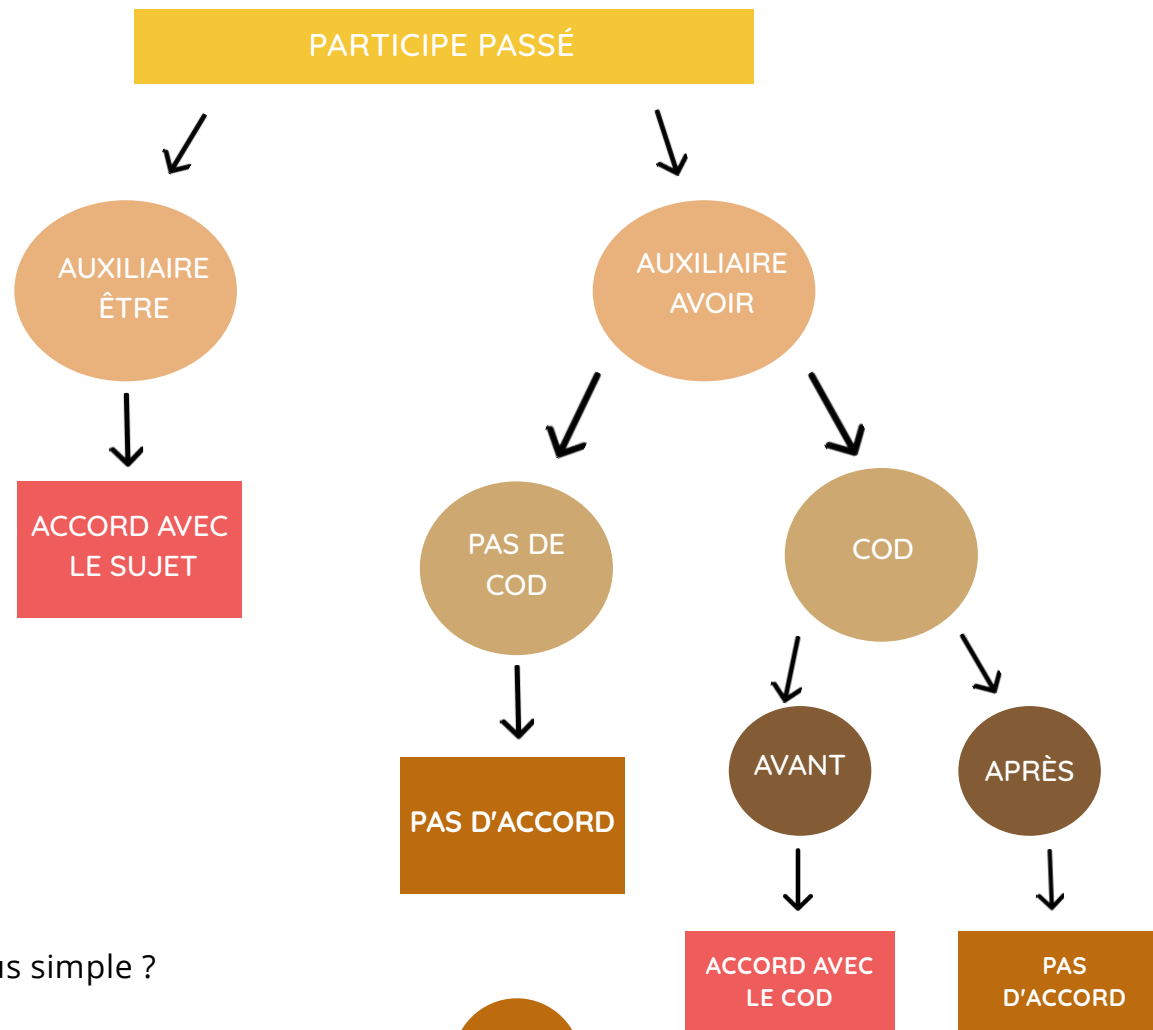 PARTICIPE PASSÉ
AUXILIAIRE
ÊTRE
AUXILIAIRE
AVOIR
ACCORD AVEC
LE SUJET
PAS DE
COD
COD
AVANT
APRÈS
PAS D'ACCORD
simple ?
ACCORD AVEC
LE COD
PAS
D'ACCORD